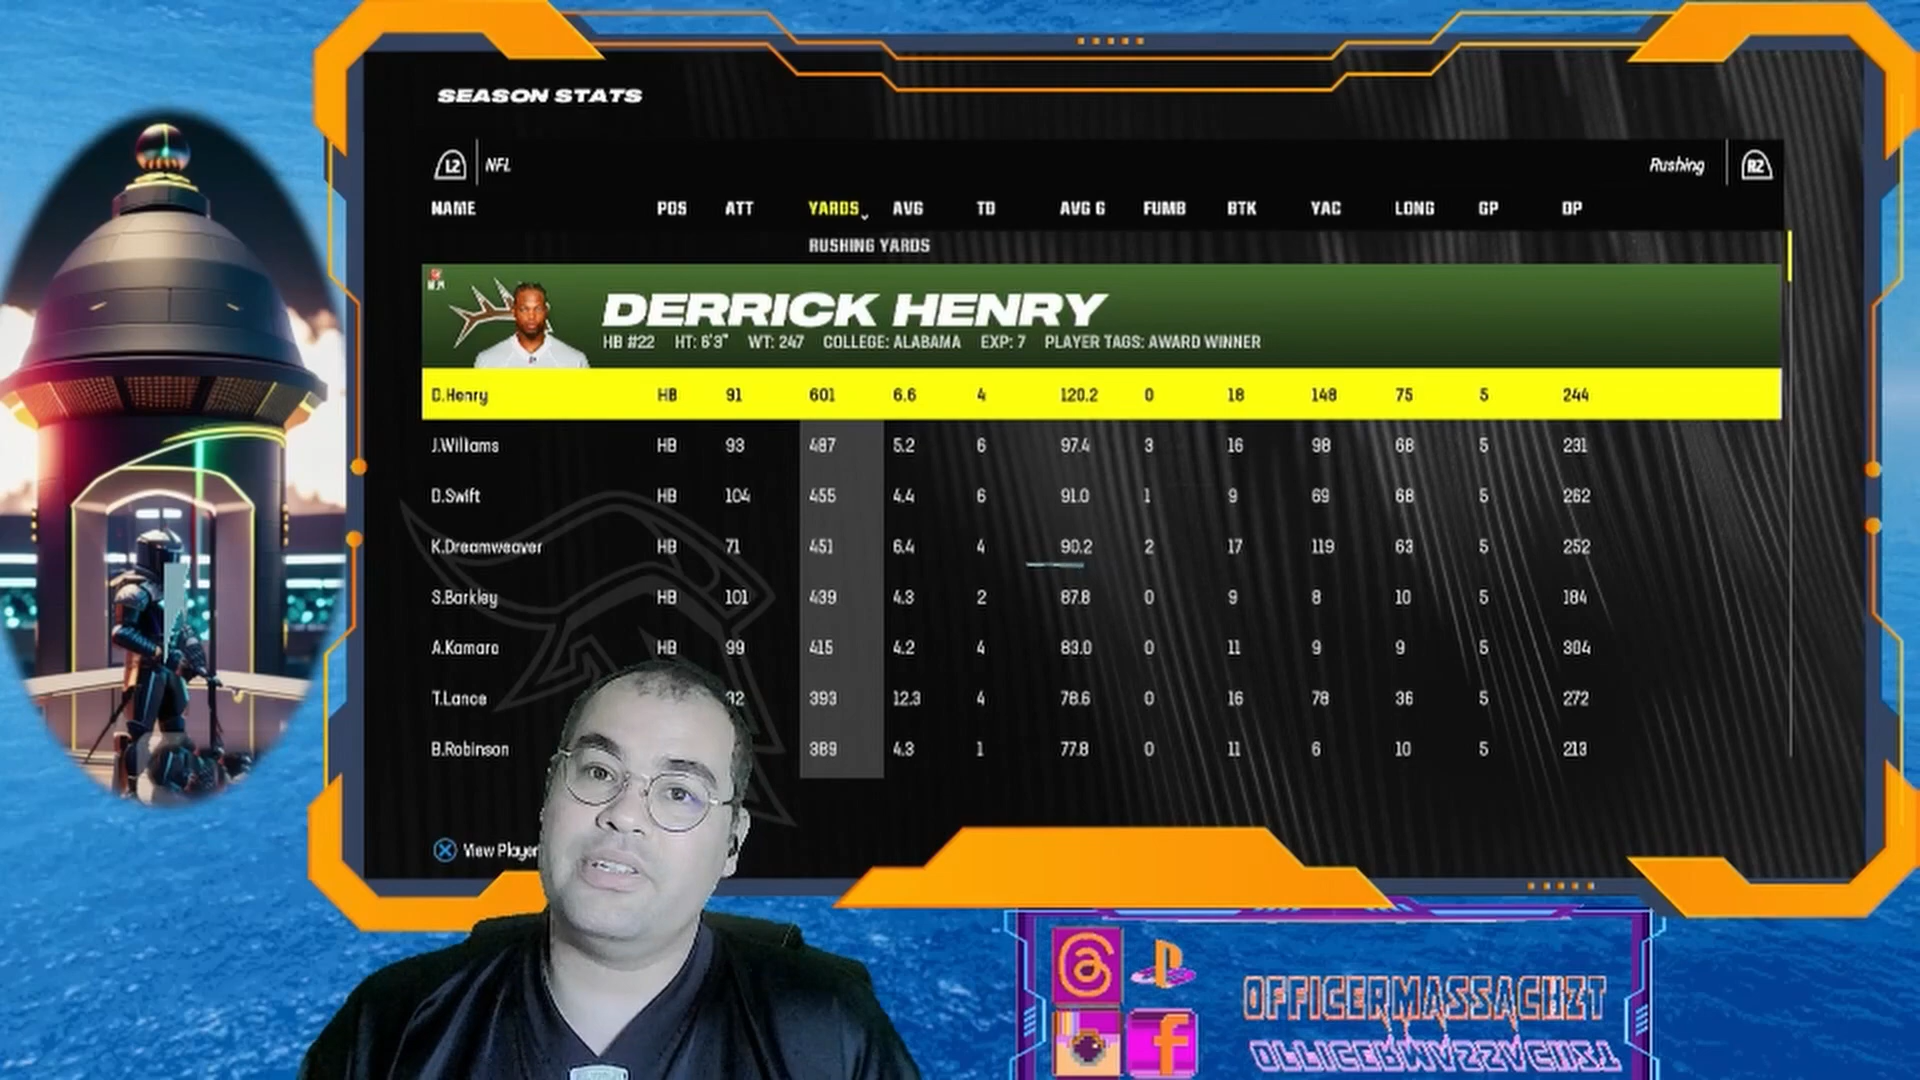 SEASON STATS
L2 NFL Rushing R2
NAME POS ATT YARDS AVG TD AVG G FUMB BTK YAC LONG GP DP
RUSHING YARDS
DERRICK HENRY
HB #22 HT: 6'3" WT: 247 COLLEGE: ALABAMA EXP: 7 PLAYER TAGS: AWARD WINNER
D.Henry HB 91 601 6.6 4 120.2 0 18 148 75 5 244
J.Williams HB 93 487 5.2 6 97.4 3 16 98 68 5 231
D.Swift HB 104 455 4.4 6 91.0 1 9 69 68 5 262
K.Dreamweaver HB 71 451 6.4 4 90.2 2 17 119 63 5 252
S.Barkley HB 101 439 4.3 2 87.8 0 9 8 10 5 184
A.Kamara HB 99 415 4.2 4 83.0 0 11 9 9 5 304
T.Lance 393 12.3 4 78.6 0 16 78 36 5 272
B.Robinson 389 4.3 1 77.8 0 11 6 10 5 213
View Player
OFFICERMASSACHZT